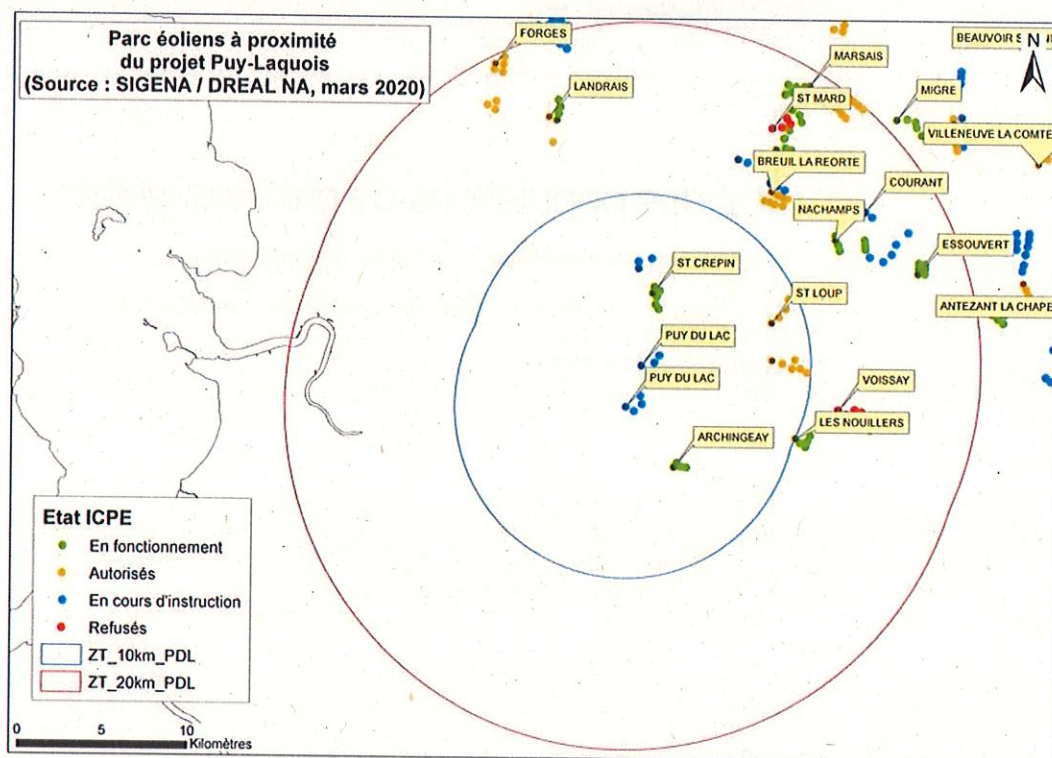 Parc éoliens à proximité
du projet Puy-Laquois
(Source : SIGENA / DREAL NA, mars 2020)
FORGES
BEAUVOIR S
N
MARSAIS
LANDRAIS
ST MARD
MIGRE
VILLENEUVE LA COMTE
BREUIL LA REORTE
COURANT
NACHAMPS
ST CREPIN
ESSOUVERT
ST LOUP
ANTEZANT LA CHAPE
PUY DU LAC
PUY DU LAC
VOISSAY
LES NOUILLERS
ARCHINGEAY
Etat ICPE
En fonctionnement
Autorisés
En cours d'instruction
Refusés
ZT_10km_PDL
ZT_20km_PDL
0 5 10
Kilomètres